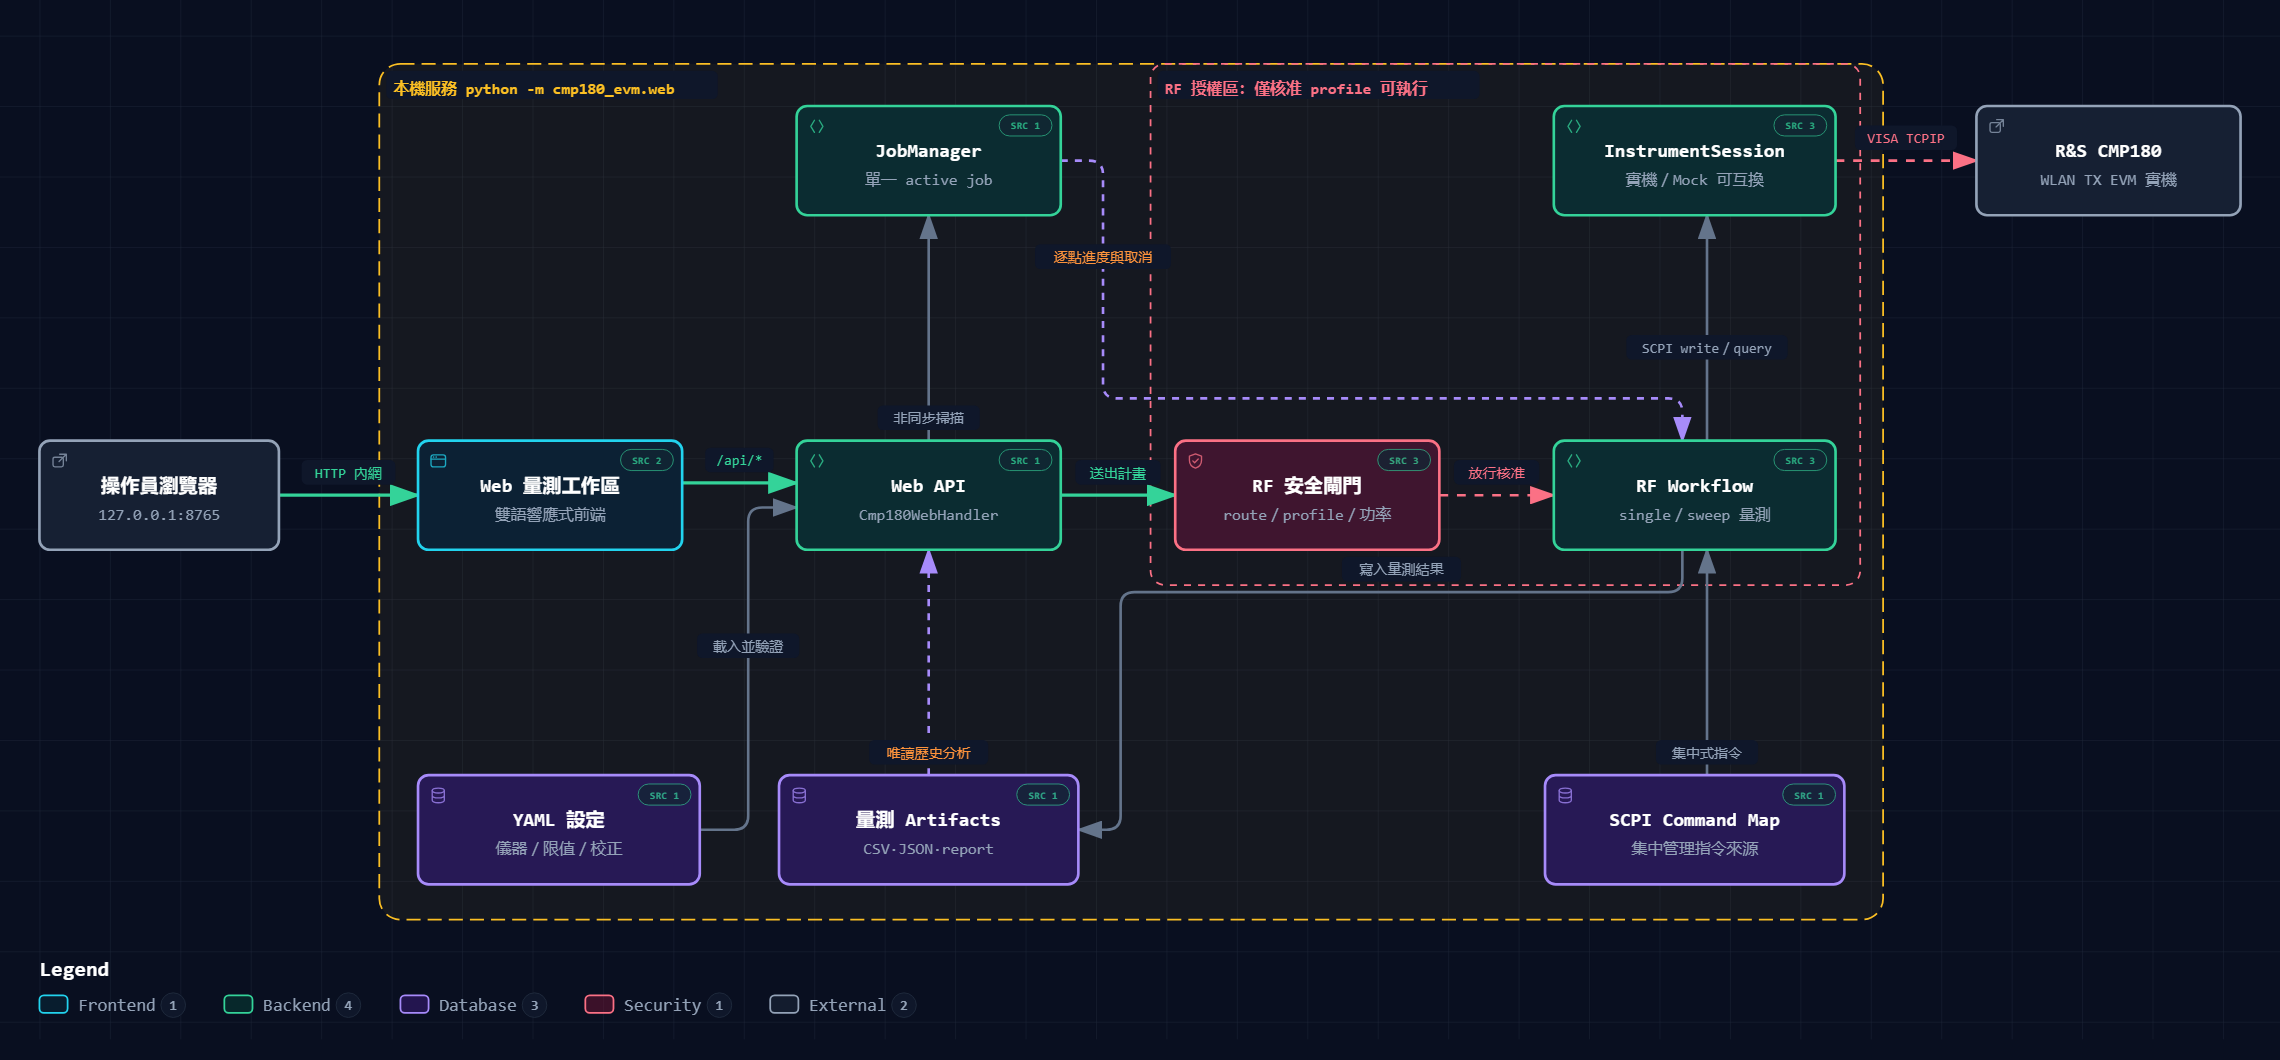 本機服務 python -m cmp180_evm.web
RF 授權區: 僅核准 profile 可執行
SRC 1
JobManager
單一 active job
SRC 3
InstrumentSession
實機 / Mock 可互換
VISA TCPIP
R&S CMP180
WLAN TX EVM 實機
逐點進度與取消
SCPI write / query
非同步掃描
操作員瀏覽器
127.0.0.1:8765
HTTP 內網
SRC 2
Web 量測工作區
雙語響應式前端
/api/*
SRC 1
Web API
Cmp180WebHandler
送出計畫
SRC 3
RF 安全閘門
route / profile / 功率
放行核准
SRC 3
RF Workflow
single / sweep 量測
寫入量測結果
載入並驗證
唯讀歷史分析
集中式指令
SRC 1
YAML 設定
儀器 / 限值 / 校正
SRC 1
量測 Artifacts
CSV·JSON·report
SRC 1
SCPI Command Map
集中管理指令來源
Legend
Frontend 1
Backend 4
Database 3
Security 1
External 2